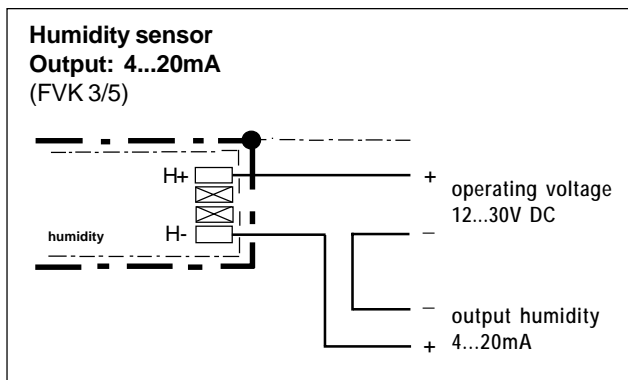 Humidity sensor
Output: 4...20mA
(FVK 3/5)
H+
+
operating voltage
12...30V DC
humidity
H-
–
–
output humidity
+
4...20mA